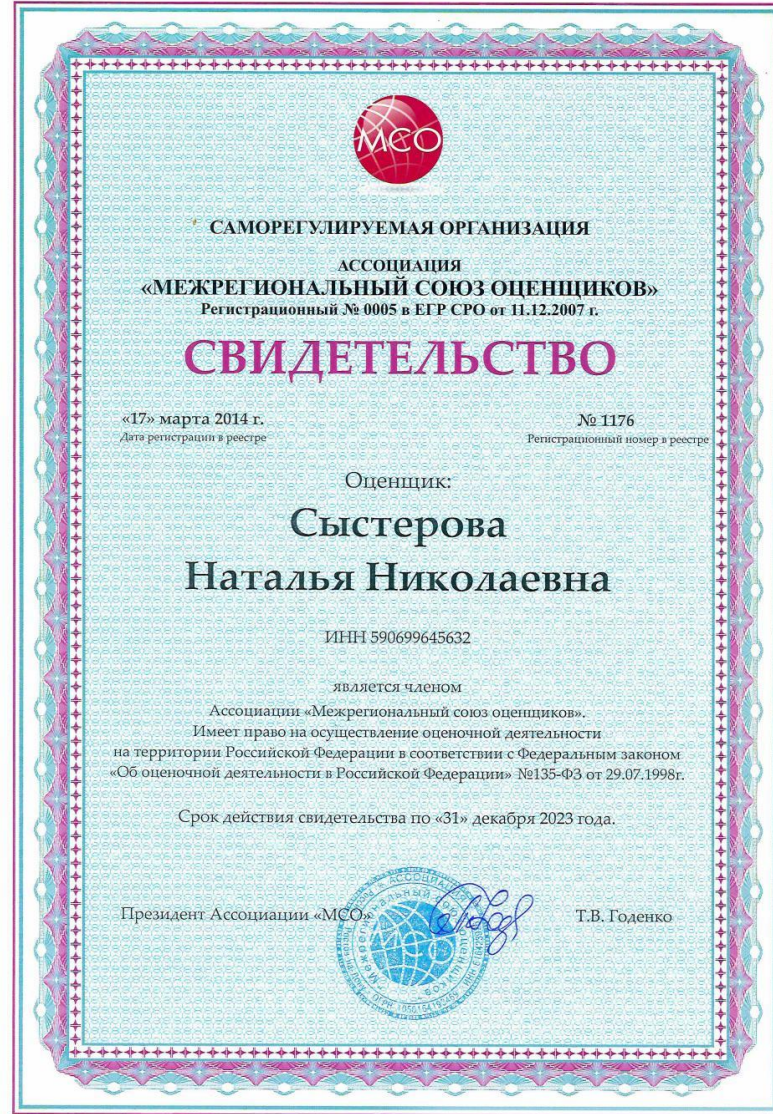 МСО
САМОРЕГУЛИРУЕМАЯ ОРГАНИЗАЦИЯ
АССОЦИАЦИЯ
«МЕЖРЕГИОНАЛЬНЫЙ СОЮЗ ОЦЕНЩИКОВ»
Регистрационный № 0005 в ЕГР СРО от 11.12.2007 г.
СВИДЕТЕЛЬСТВО
«17» марта 2014 г.
Дата регистрации в реестре
№ 1176
Регистрационный номер в реестре
Оценщик:
Сыстерова
Наталья Николаевна
ИНН 590699645632
является членом
Ассоциации «Межрегиональный союз оценщиков».
Имеет право на осуществление оценочной деятельности
на территории Российской Федерации в соответствии с Федеральным законом
«Об оценочной деятельности в Российской Федерации» №135-ФЗ от 29.07.1998г.
Срок действия свидетельства по «31» декабря 2023 года.
Президент Ассоциации «МСО»
Т.В. Годенко
АССОЦИАЦИЯ
Межрегиональный союз оценщиков